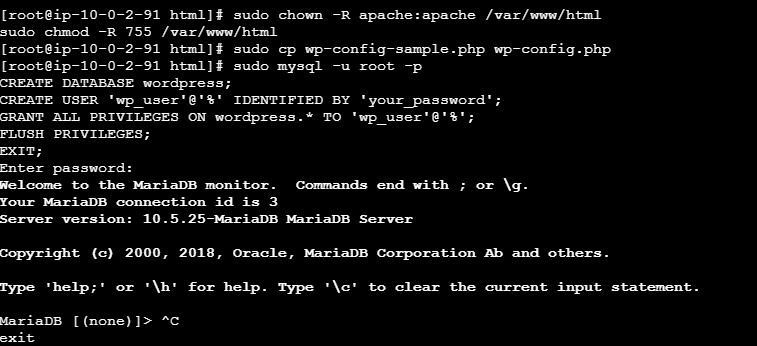 [root@ip-10-0-2-91 html]# sudo chown -R apache:apache /var/www/html
sudo chmod -R 755 /var/www/html
[root@ip-10-0-2-91 html]# sudo cp wp-config-sample.php wp-config.php
[root@ip-10-0-2-91 html]# sudo mysql -u root -p
CREATE DATABASE wordpress;
CREATE USER 'wp_user'@'%' IDENTIFIED BY 'your_password';
GRANT ALL PRIVILEGES ON wordpress.* TO 'wp_user'@'%';
FLUSH PRIVILEGES;
EXIT;
Enter password:
Welcome to the MariaDB monitor.  Commands end with ; or \g.
Your MariaDB connection id is 3
Server version: 10.5.25-MariaDB MariaDB Server

Copyright (c) 2000, 2018, Oracle, MariaDB Corporation Ab and others.

Type 'help;' or '\h' for help. Type '\c' to clear the current input statement.

MariaDB [(none)]> ^C
exit